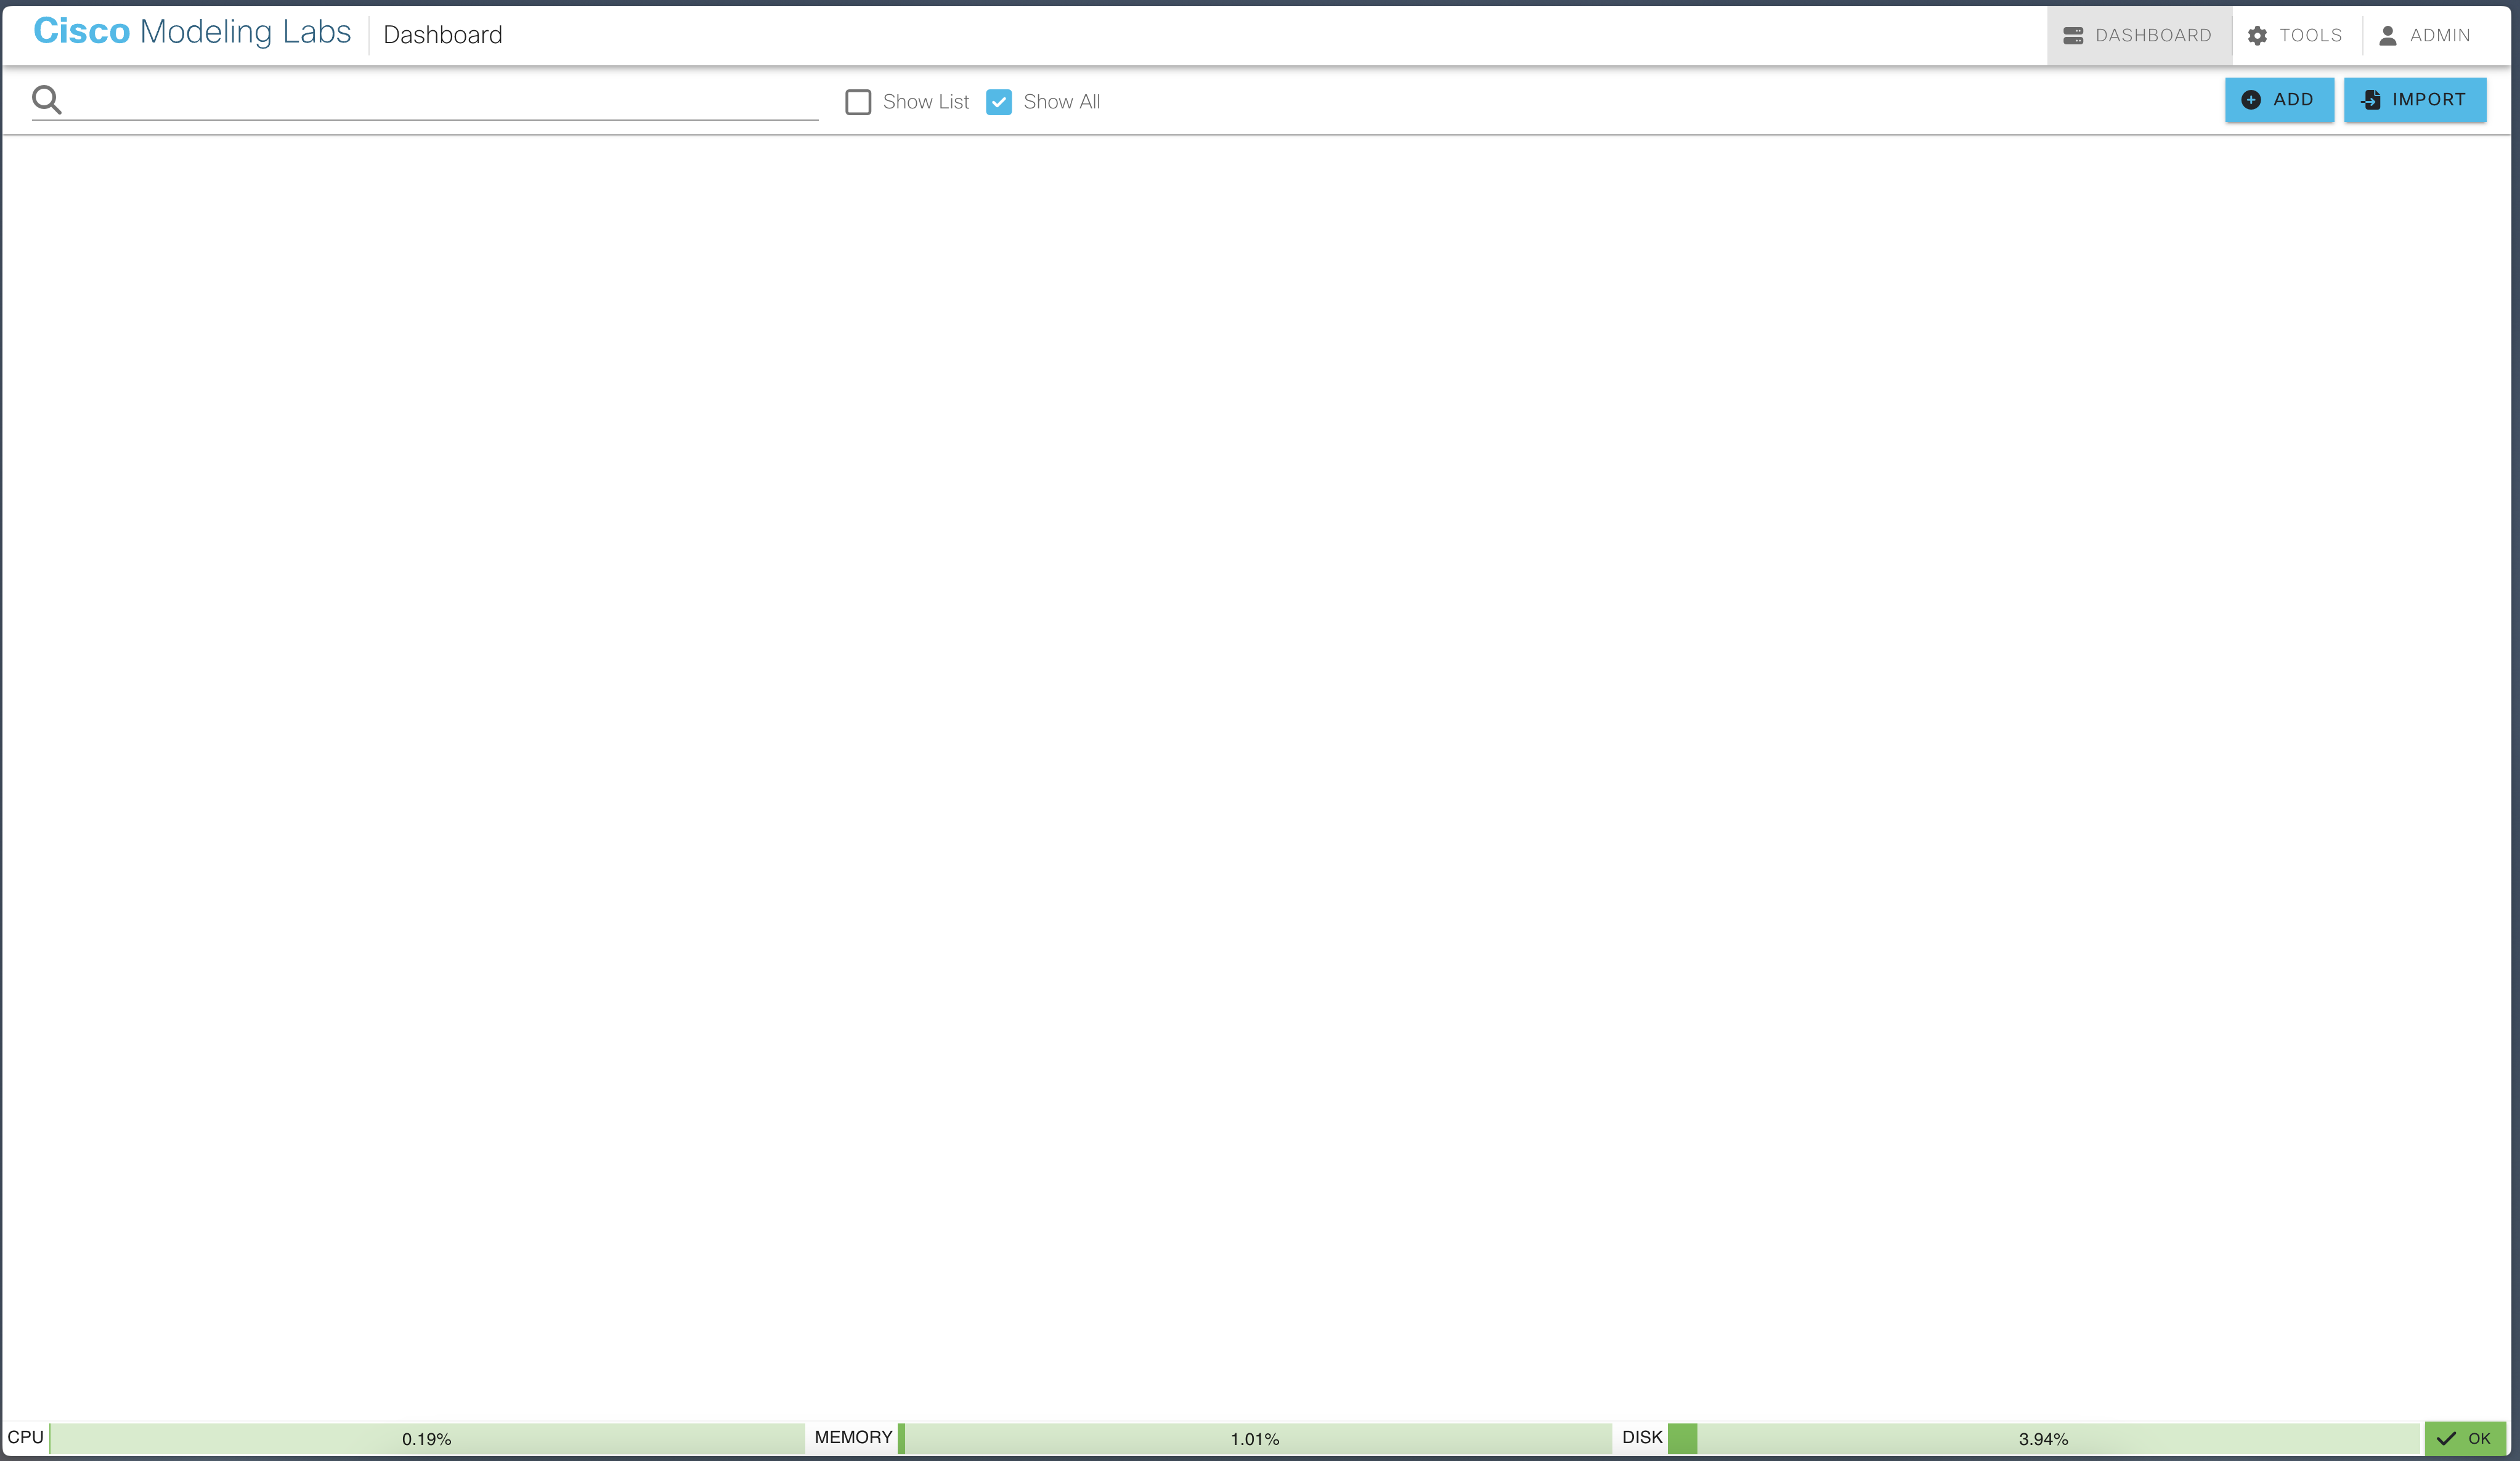 Cisco Modeling Labs Dashboard DASHBOARD TOOLS ADMIN
Show List Show All ADD IMPORT
CPU 0.19% MEMORY 1.01% DISK 3.94% OK